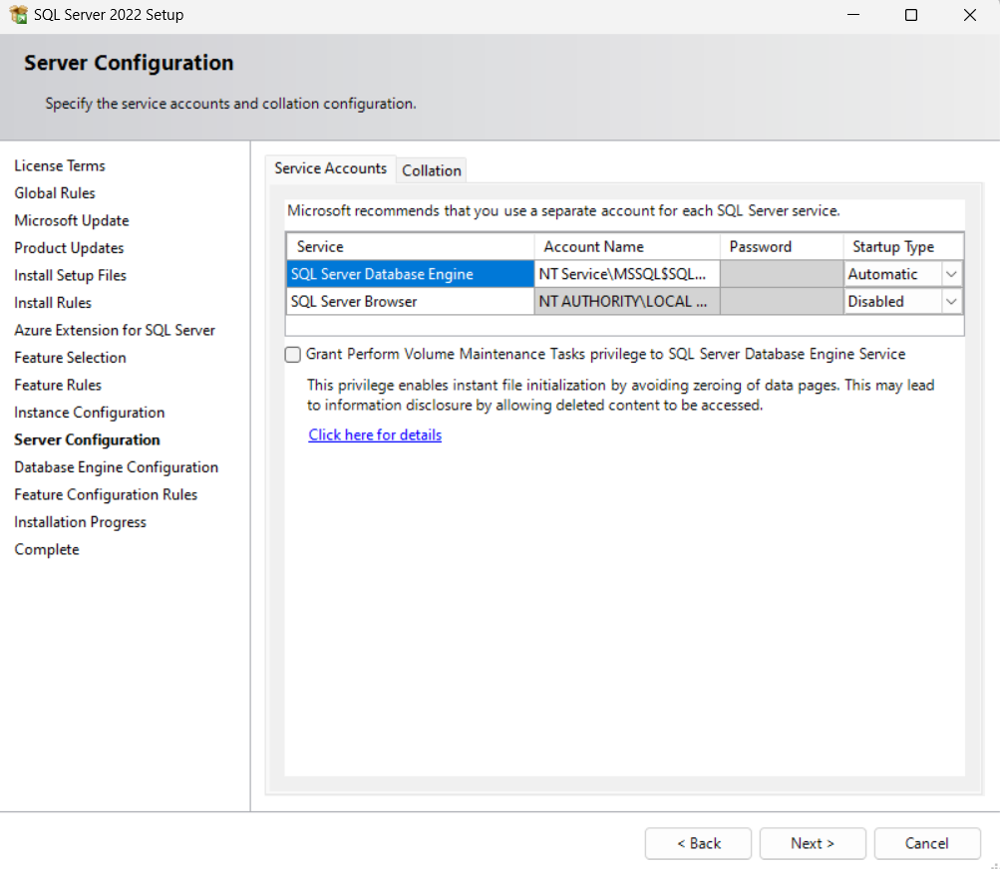 SQL Server 2022 Setup
Server Configuration
Specify the service accounts and collation configuration.
License Terms
Global Rules
Microsoft Update
Product Updates
Install Setup Files
Install Rules
Azure Extension for SQL Server
Feature Selection
Feature Rules
Instance Configuration
Server Configuration
Database Engine Configuration
Feature Configuration Rules
Installation Progress
Complete
Service Accounts Collation
Microsoft recommends that you use a separate account for each SQL Server service.
Service Account Name Password Startup Type
SQL Server Database Engine NT Service\MSSQL$SQL... Automatic
SQL Server Browser NT AUTHORITY\LOCAL ... Disabled
Grant Perform Volume Maintenance Tasks privilege to SQL Server Database Engine Service
This privilege enables instant file initialization by avoiding zeroing of data pages. This may lead
to information disclosure by allowing deleted content to be accessed.
Click here for details
< Back Next > Cancel